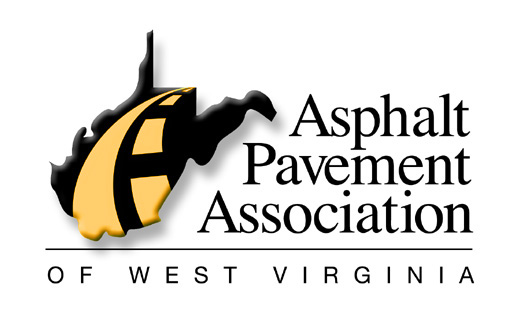 Asphalt
Pavement
Association
OF WEST VIRGINIA